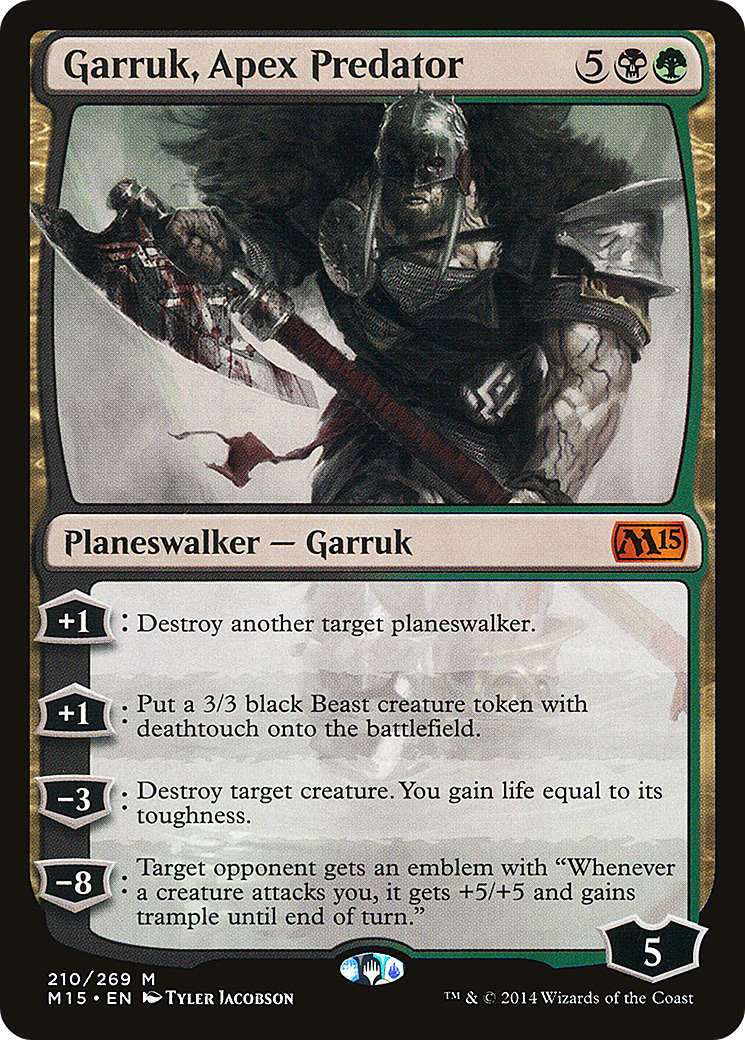 Garruk, Apex Predator 5
Planeswalker — Garruk M15
+1 : Destroy another target planeswalker.
+1 : Put a 3/3 black Beast creature token with
deathtouch onto the battlefield.
−3 : Destroy target creature. You gain life equal to its
toughness.
−8 : Target opponent gets an emblem with “Whenever
a creature attacks you, it gets +5/+5 and gains
trample until end of turn.”
5
210/269 M
M15 • EN Tyler Jacobson
™ & © 2014 Wizards of the Coast